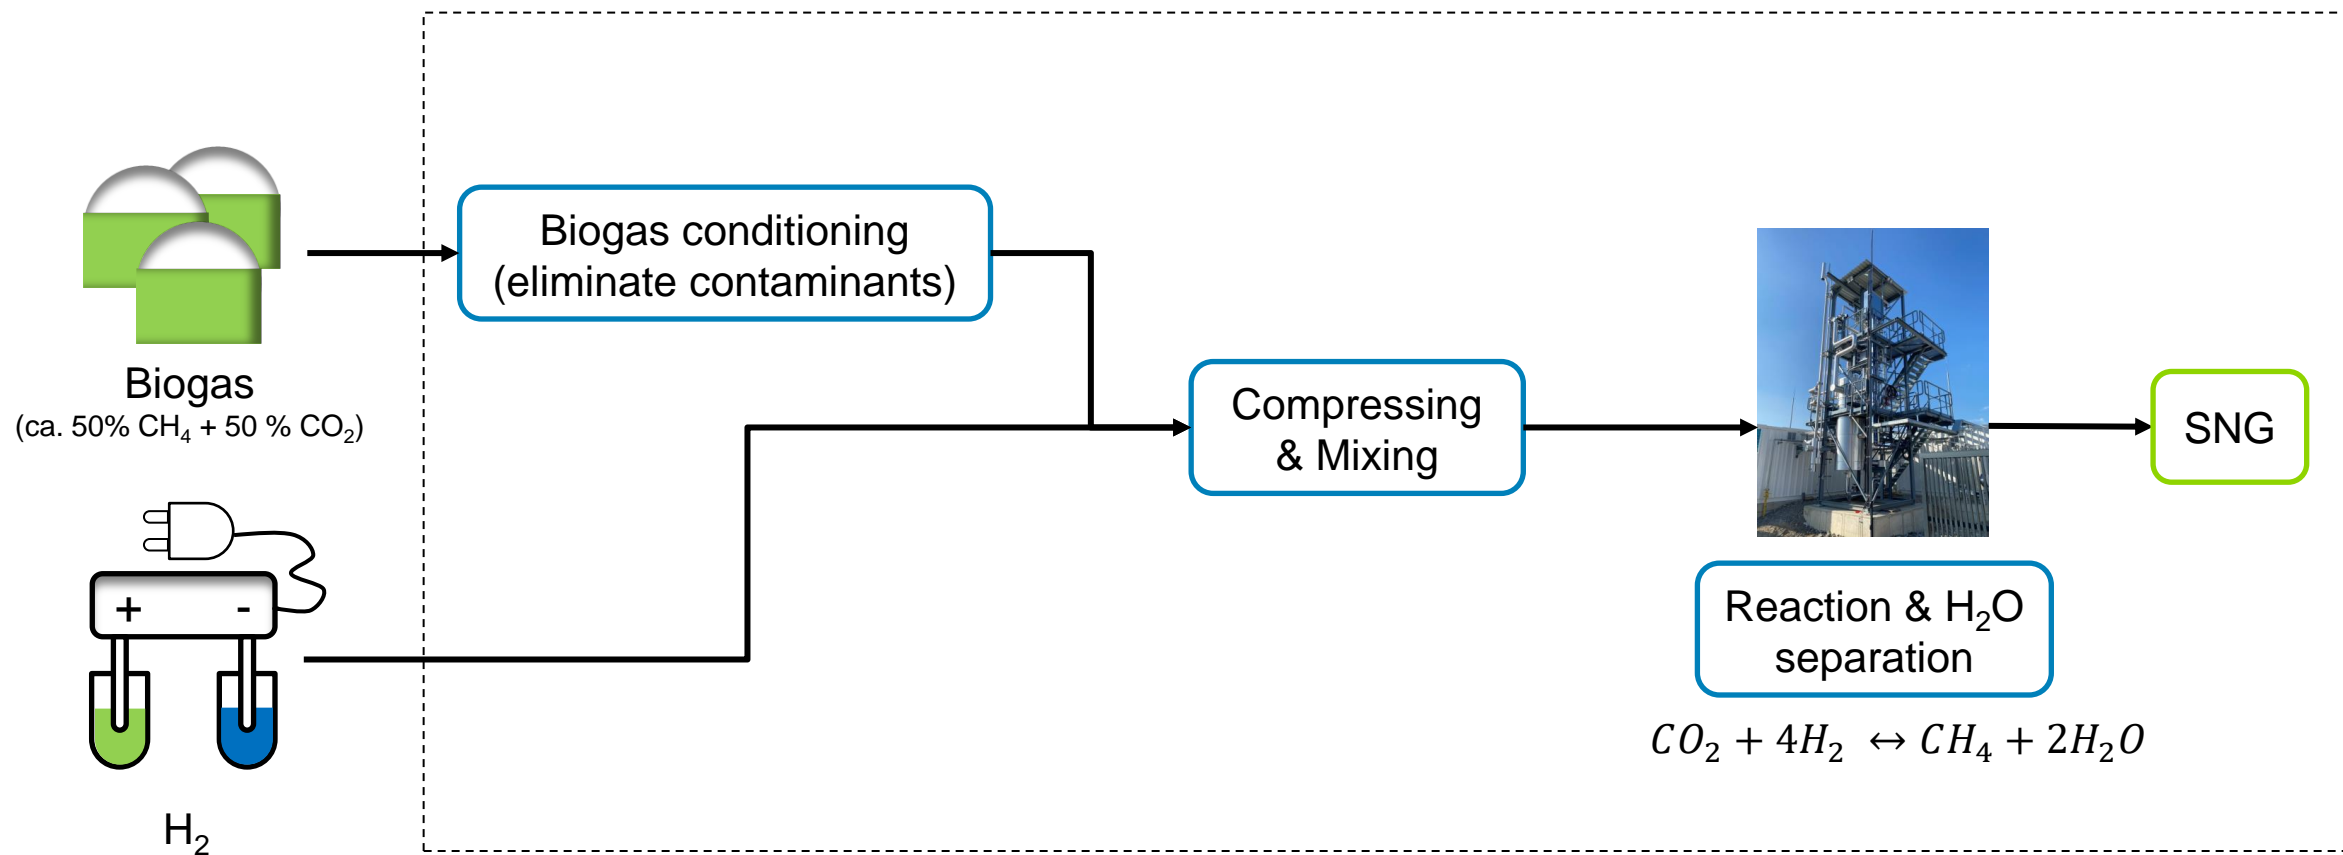 Biogas conditioning
(eliminate contaminants)
Biogas
(ca. 50% CH₄ + 50 % CO₂)
Compressing
& Mixing
SNG
+ -
Reaction & H₂O
separation
CO₂ + 4H₂ ↔ CH₄ + 2H₂O
H₂